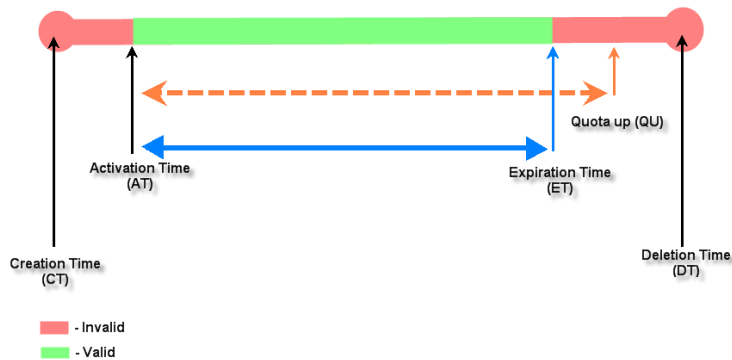 Quota up (QU)
Activation Time
(AT)
Expiration Time
(ET)
Creation Time
(CT)
Deletion Time
(DT)
- Invalid
- Valid